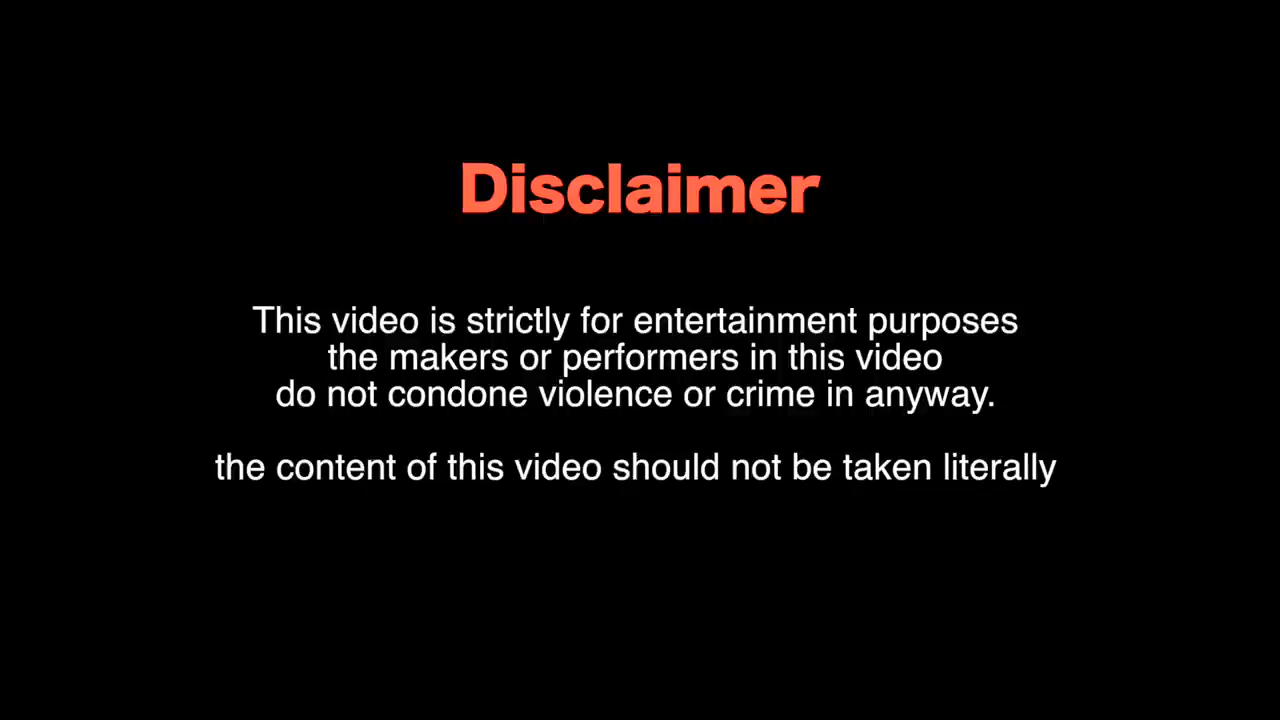 Disclaimer
This video is strictly for entertainment purposes
the makers or performers in this video
do not condone violence or crime in anyway.
the content of this video should not be taken literally